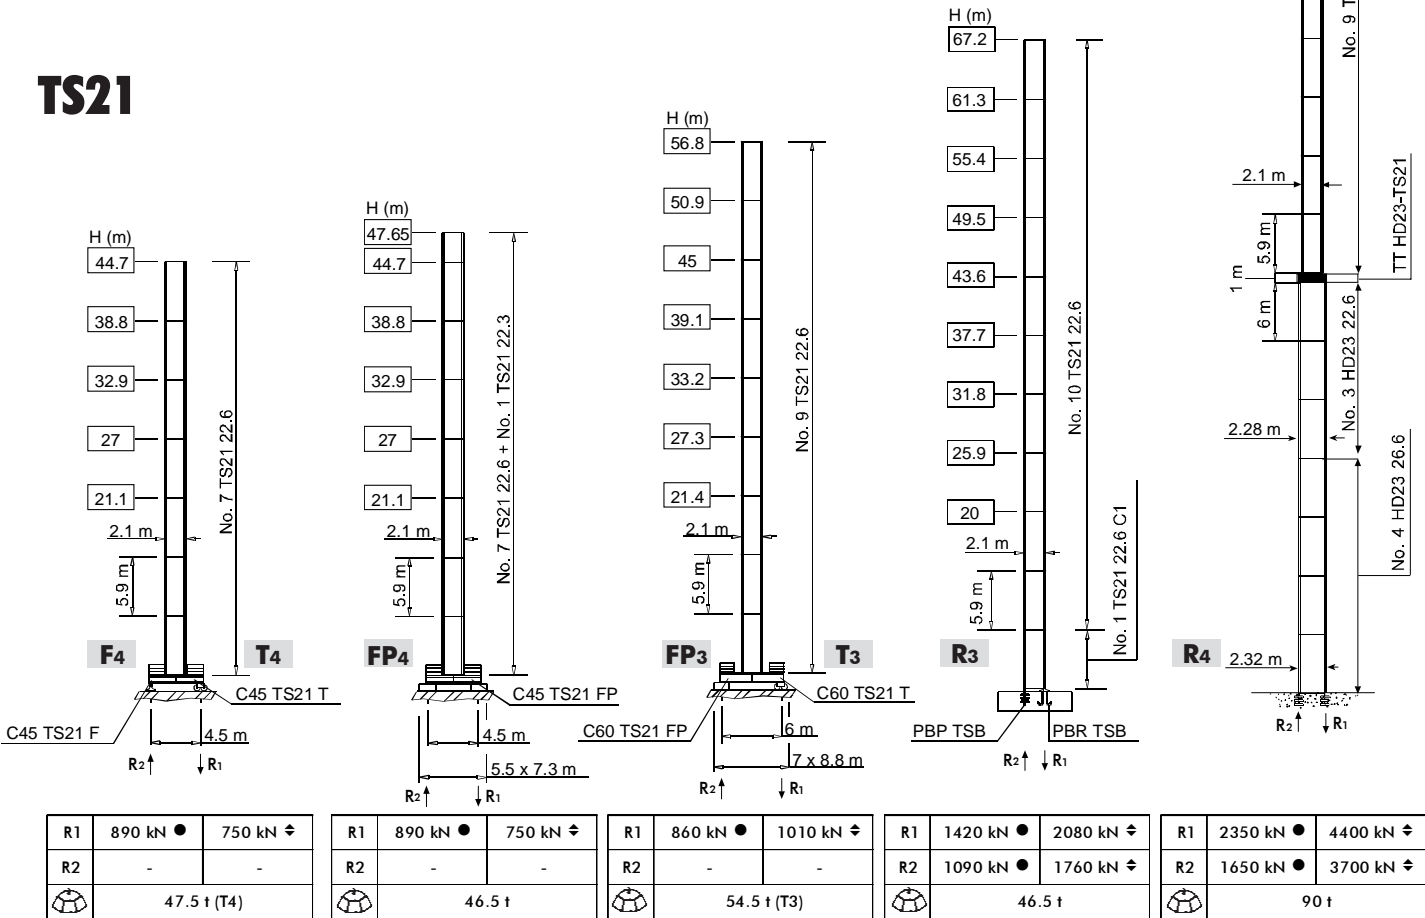 TS21
H (m)
44.7
38.8
32.9
27
21.1
2.1 m
5.9 m
No. 7 TS21 22.6
F4
T4
C45 TS21 T
C45 TS21 F
4.5 m
R2
R1
H (m)
47.65
44.7
38.8
32.9
27
21.1
2.1 m
5.9 m
No. 7 TS21 22.6 + No. 1 TS21 22.3
FP4
C45 TS21 FP
4.5 m
5.5 x 7.3 m
R2
R1
H (m)
56.8
50.9
45
39.1
33.2
27.3
21.4
2.1 m
5.9 m
No. 9 TS21 22.6
FP3
T3
C60 TS21 T
C60 TS21 FP
6 m
7 x 8.8 m
R2
R1
H (m)
67.2
61.3
55.4
49.5
43.6
37.7
31.8
25.9
20
2.1 m
5.9 m
No. 10 TS21 22.6
No. 1 TS21 22.6 C1
R3
PBP TSB
PBR TSB
R2
R1
No. 9 T
2.1 m
5.9 m
1 m
6 m
TT HD23-TS21
No. 3 HD23 22.6
2.28 m
No. 4 HD23 26.6
R4
2.32 m
R2
R1
R1 890 kN ● 750 kN
R2 - -
47.5 t (T4)
R1 890 kN ● 750 kN
R2 - -
46.5 t
R1 860 kN ● 1010 kN
R2 - -
54.5 t (T3)
R1 1420 kN ● 2080 kN
R2 1090 kN ● 1760 kN
46.5 t
R1 2350 kN ● 4400 kN
R2 1650 kN ● 3700 kN
90 t